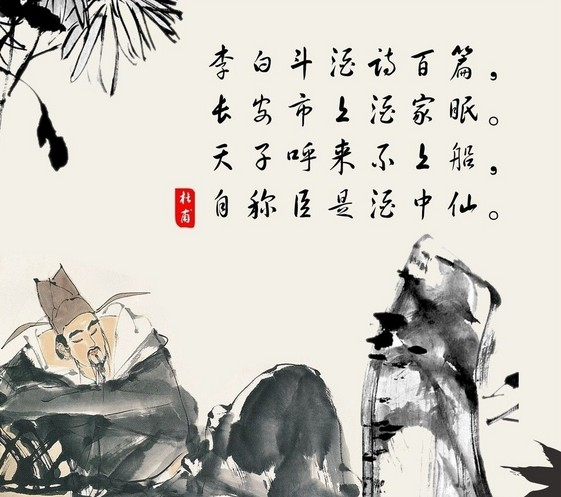 李白斗酒诗百篇，
长安市上酒家眠。
天子呼来不上船，
自称臣是酒中仙。
杜甫